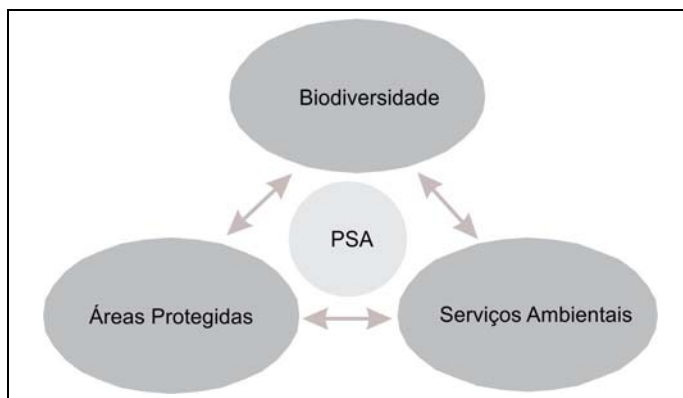 Biodiversidade
PSA
Áreas Protegidas
Serviços Ambientais